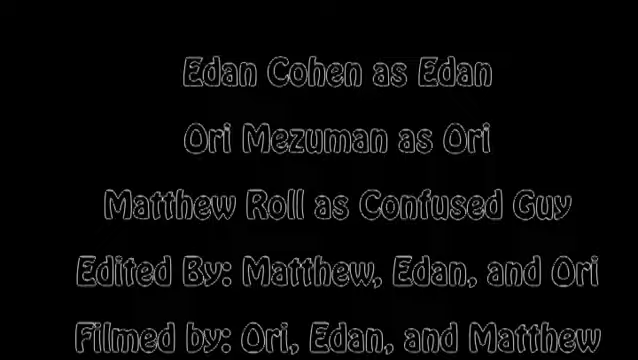 Edan Cohen as Edan
Ori Mezuman as Ori
Matthew Roll as Confused Guy
Edited By: Matthew, Edan, and Ori
Filmed by: Ori, Edan, and Matthew